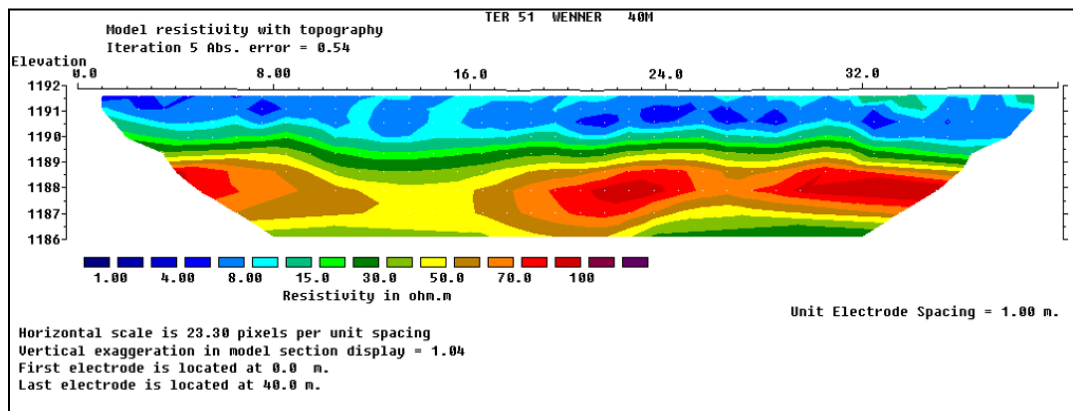 TER 51 WENNER 40M
Model resistivity with topography
Iteration 5 Abs. error = 0.54
Elevation
0.0 8.00 16.0 24.0 32.0
1192
1191
1190
1189
1188
1187
1186
1.00 4.00 8.00 15.0 30.0 50.0 70.0 100
Resistivity in ohm.m
Unit Electrode Spacing = 1.00 m.
Horizontal scale is 23.30 pixels per unit spacing
Vertical exaggeration in model section display = 1.04
First electrode is located at 0.0 m.
Last electrode is located at 40.0 m.